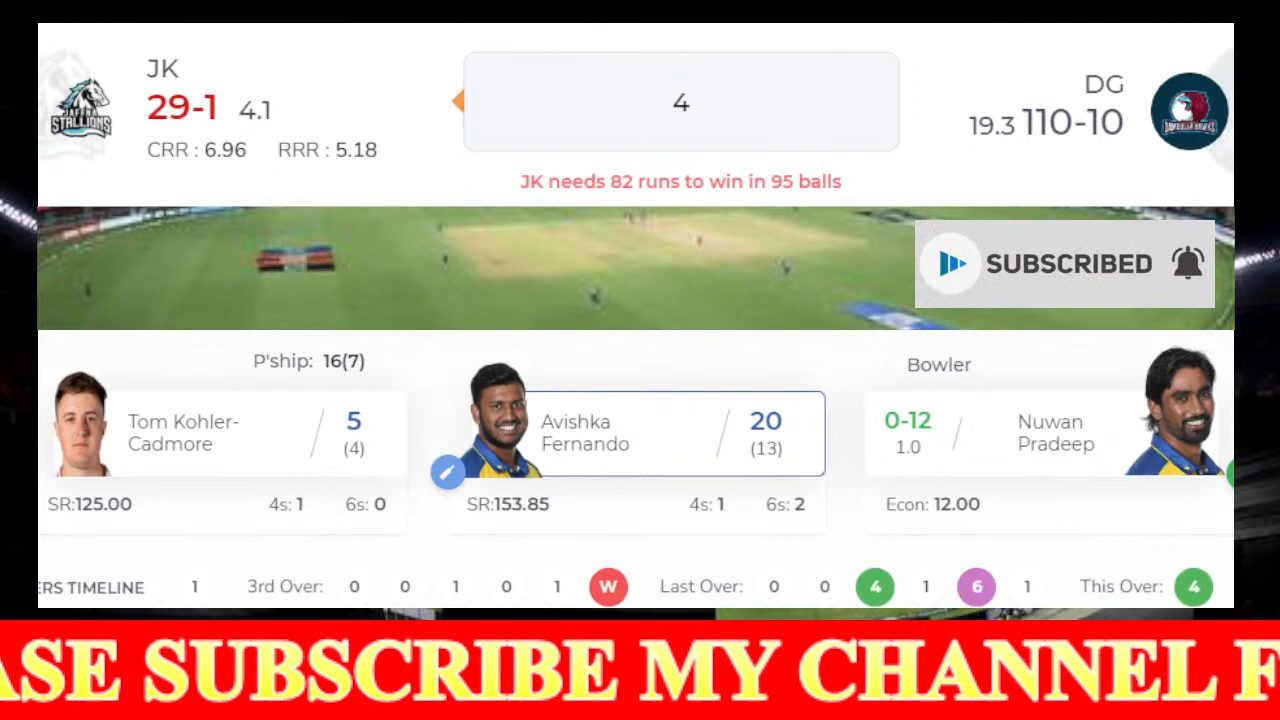 JK
29-1 4.1
CRR : 6.96 RRR : 5.18
JAFFNA
STALLIONS
4
JK needs 82 runs to win in 95 balls
DG
19.3 110-10
DAMBULLA HAWKS
SUBSCRIBED
P'ship: 16(7)
Tom Kohler-
Cadmore
5
(4)
SR:125.00 4s: 1 6s: 0
Avishka
Fernando
20
(13)
SR:153.85 4s: 1 6s: 2
Bowler
0-12
1.0
Nuwan
Pradeep
Econ: 12.00
ERS TIMELINE 1 3rd Over: 0 0 1 0 1 W Last Over: 0 0 4 1 6 1 This Over: 4
ASE SUBSCRIBE MY CHANNEL F